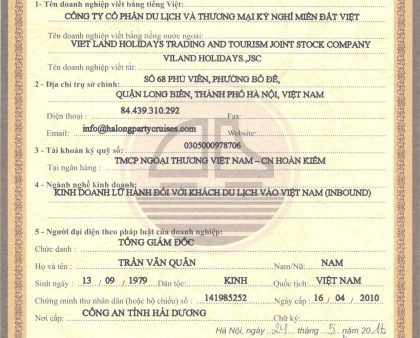 1- Tên doanh nghiệp viết bằng tiếng Việt:
CÔNG TY CỔ PHẦN DU LỊCH VÀ THƯƠNG MẠI KỲ NGHỈ MIỀN ĐẤT VIỆT
Tên doanh nghiệp viết bằng tiếng nước ngoài:
VIET LAND HOLIDAYS TRADING AND TOURISM JOINT STOCK COMPANY
VILAND HOLIDAYS.,JSC
Tên doanh nghiệp viết tắt:
SỐ 68 PHÚ VIÊN, PHƯỜNG BỒ ĐỀ,
2 - Địa chỉ trụ sở chính:
QUẬN LONG BIÊN, THÀNH PHỐ HÀ NỘI, VIỆT NAM
84.439.310.292
Điện thoại : Fax:
info@halongpartycruises.com
Email: Website:
0305000978706
3 - Tài khoản ký quỹ số:
TMCP NGOẠI THƯƠNG VIỆT NAM – CN HOÀN KIẾM
Tại ngân hàng :
4 - Ngành nghề kinh doanh:
KINH DOANH LỮ HÀNH ĐỐI VỚI KHÁCH DU LỊCH VÀO VIỆT NAM (INBOUND)
5 - Người đại diện theo pháp luật của doanh nghiệp:
TỔNG GIÁM ĐỐC
Chức danh :
Họ và tên : TRẦN VĂN QUÂN Nam/Nữ: NAM
Sinh ngày : 13 / 09 / 1979 Dân tộc: KINH Quốc tịch: VIỆT NAM
Chứng minh thư nhân dân (hoặc hộ chiếu) số : 141985252 Ngày cấp : 16 / 04 / 2010
Nơi cấp: CÔNG AN TỈNH HẢI DƯƠNG Chữ ký:
Hà Nội, ngày 24 tháng 5 năm 2016